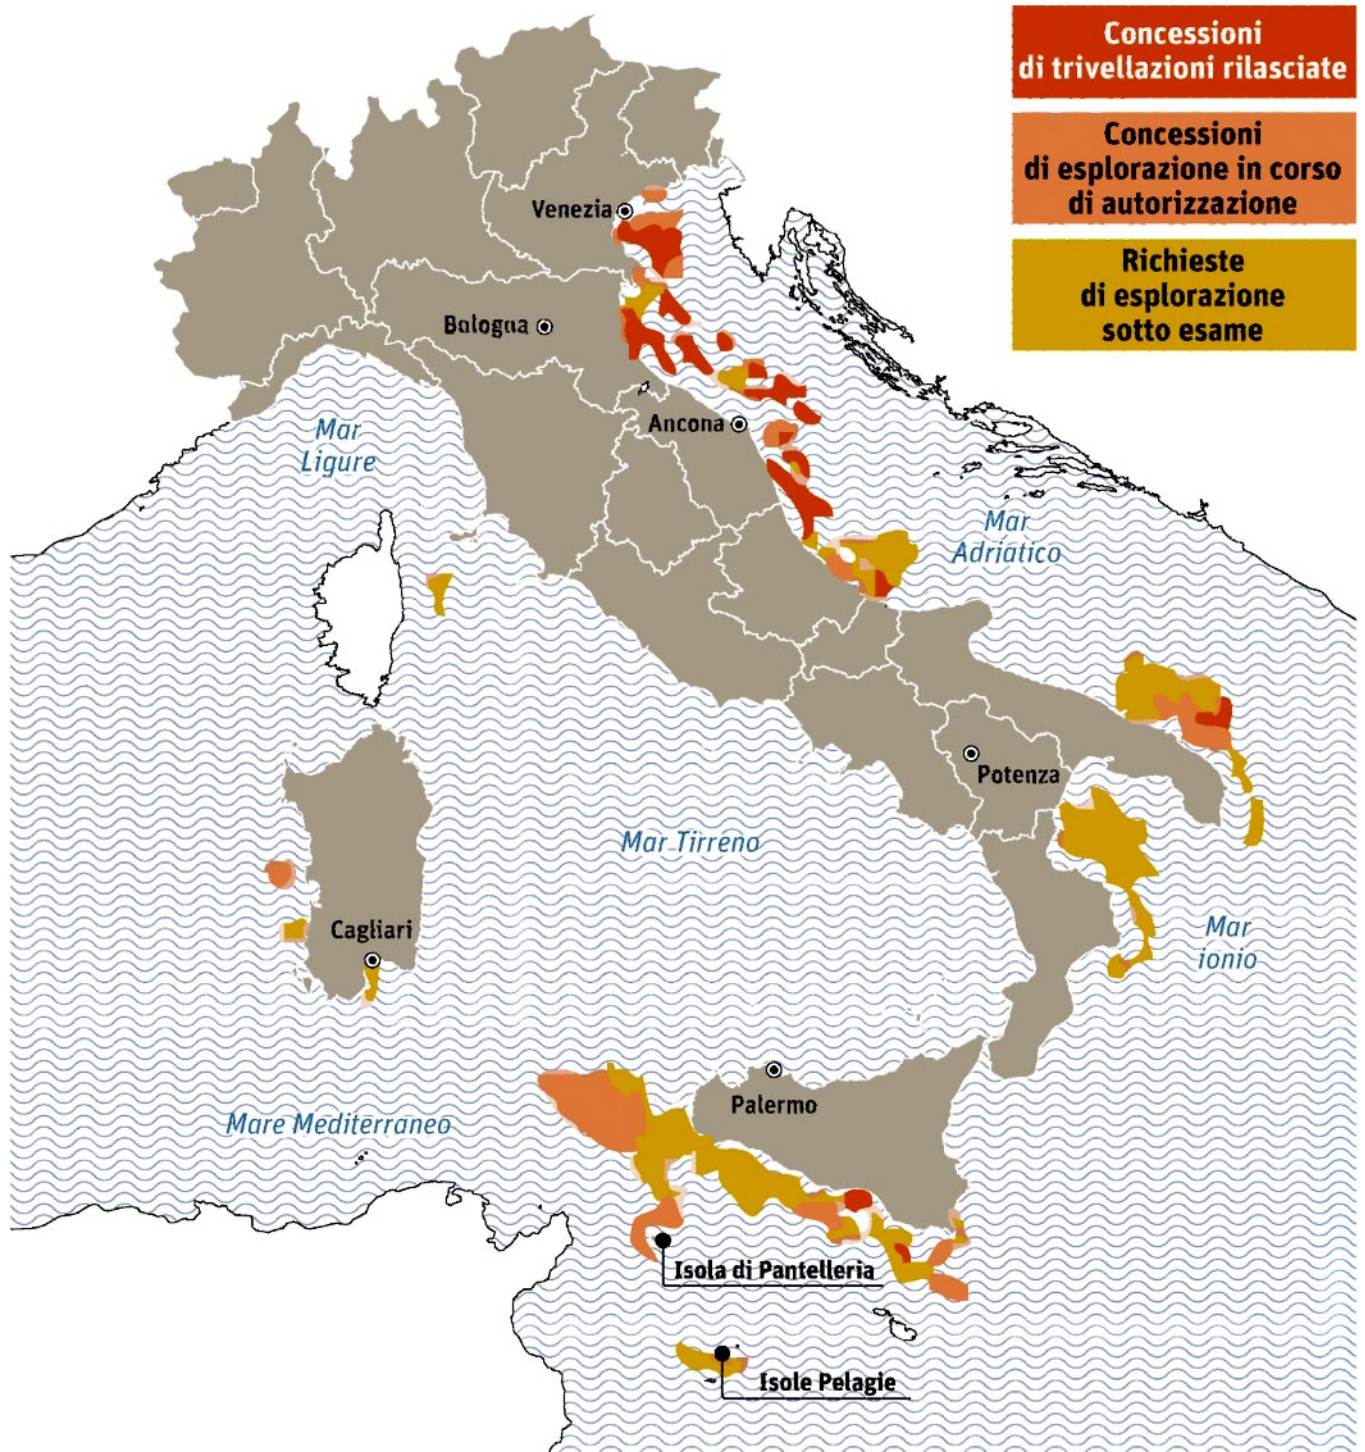 Concessioni
di trivellazioni rilasciate
Concessioni
di esplorazione in corso
di autorizzazione
Richieste
di esplorazione
sotto esame
Venezia
Bologna
Ancona
Mar
Ligure
Mar
Adriatico
Potenza
Mar Tirreno
Cagliari
Mar
ionio
Palermo
Mare Mediterraneo
Isola di Pantelleria
Isole Pelagie